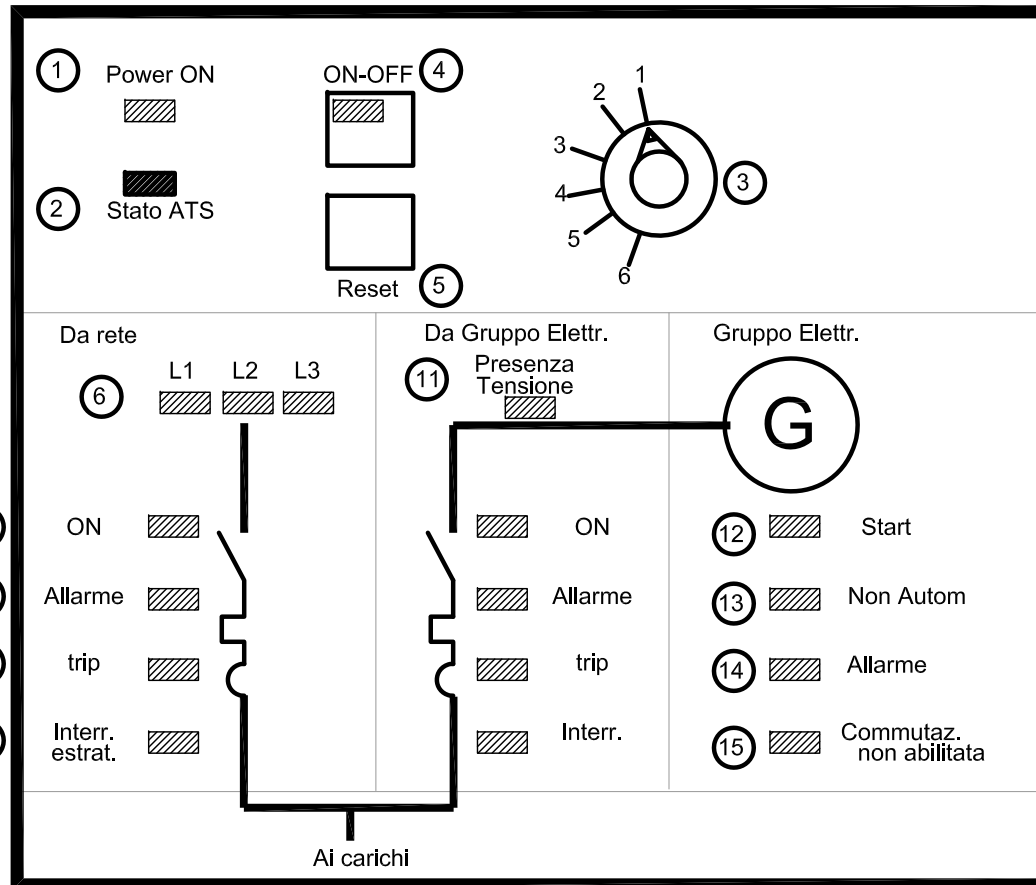 1
Power ON
ON-OFF
4
2
Stato ATS
Reset
5
1
2
3
4
5
6
3
Da rete
6
L1 L2 L3
ON
Allarme
trip
Interr.
estrat.
Da Gruppo Elettr.
11
Presenza
Tensione
ON
Allarme
trip
Interr.
Gruppo Elettr.
G
12
Start
13
Non Autom
14
Allarme
15
Commutaz.
non abilitata
Ai carichi